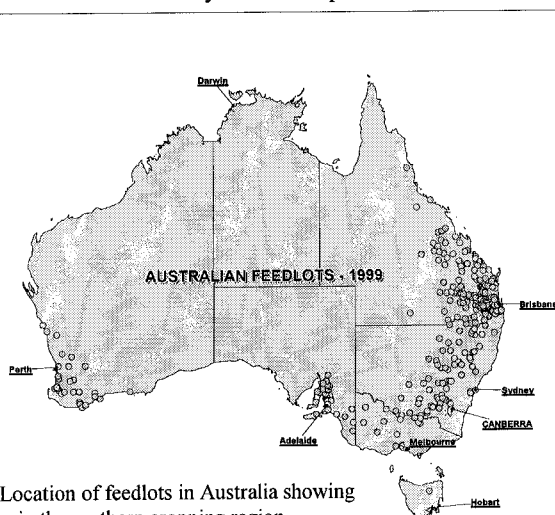 Darwin
AUSTRALIAN FEEDLOTS - 1999
Brisbane
Perth
Sydney
CANBERRA
Adelaide
Melbourne
Location of feedlots in Australia showing
Hobart